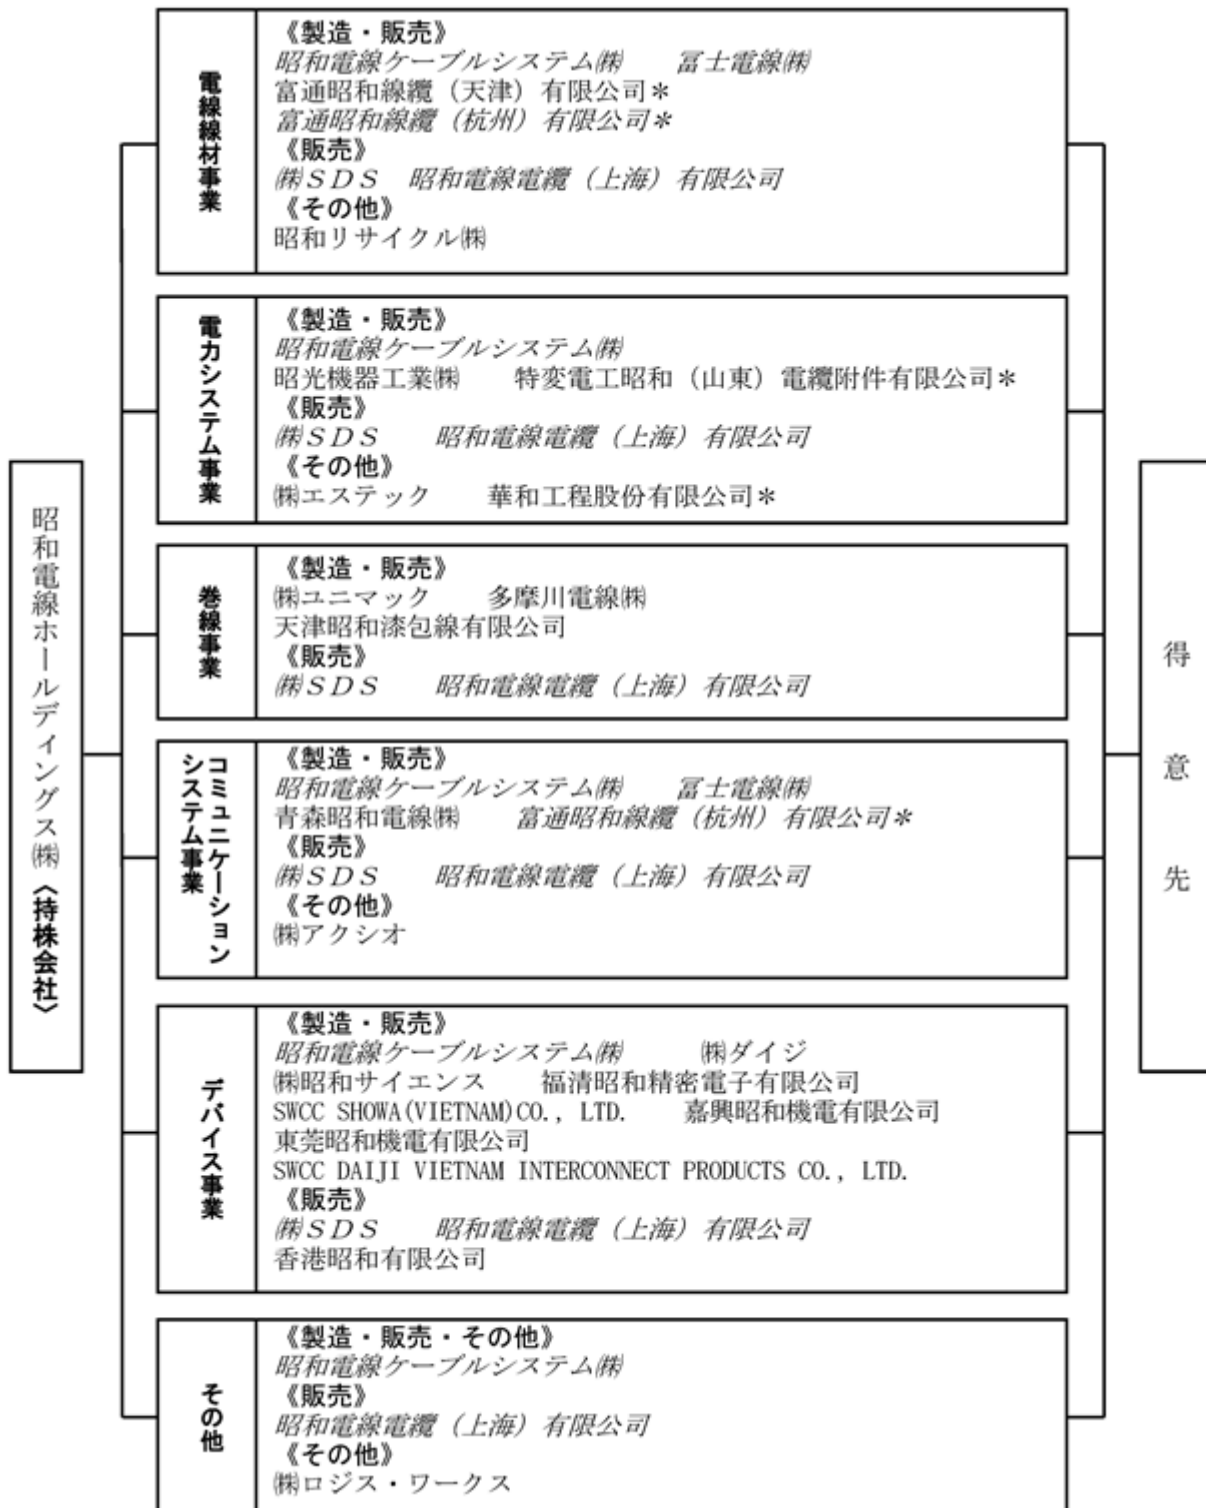 昭和電線ホールディングス㈱〈持株会社〉
電線線材事業
《製造・販売》
昭和電線ケーブルシステム㈱　冨士電線㈱
富通昭和線纜（天津）有限公司＊
富通昭和線纜（杭州）有限公司＊
《販売》
㈱ＳＤＳ　昭和電線電纜（上海）有限公司
《その他》
昭和リサイクル㈱
電力システム事業
《製造・販売》
昭和電線ケーブルシステム㈱
昭光機器工業㈱　特変電工昭和（山東）電纜附件有限公司＊
《販売》
㈱ＳＤＳ　昭和電線電纜（上海）有限公司
《その他》
㈱エステック　華和工程股份有限公司＊
巻線事業
《製造・販売》
㈱ユニマック　多摩川電線㈱
天津昭和漆包線有限公司
《販売》
㈱ＳＤＳ　昭和電線電纜（上海）有限公司
コミュニケーション
システム事業
《製造・販売》
昭和電線ケーブルシステム㈱　冨士電線㈱
青森昭和電線㈱　富通昭和線纜（杭州）有限公司＊
《販売》
㈱ＳＤＳ　昭和電線電纜（上海）有限公司
《その他》
㈱アクシオ
デバイス事業
《製造・販売》
昭和電線ケーブルシステム㈱　㈱ダイジ
㈱昭和サイエンス　福清昭和精密電子有限公司
SWCC SHOWA(VIETNAM)CO., LTD.　嘉興昭和機電有限公司
東莞昭和機電有限公司
SWCC DAIJI VIETNAM INTERCONNECT PRODUCTS CO., LTD.
《販売》
㈱ＳＤＳ　昭和電線電纜（上海）有限公司
香港昭和有限公司
その他
《製造・販売・その他》
昭和電線ケーブルシステム㈱
《販売》
昭和電線電纜（上海）有限公司
《その他》
㈱ロジス・ワークス
得意先